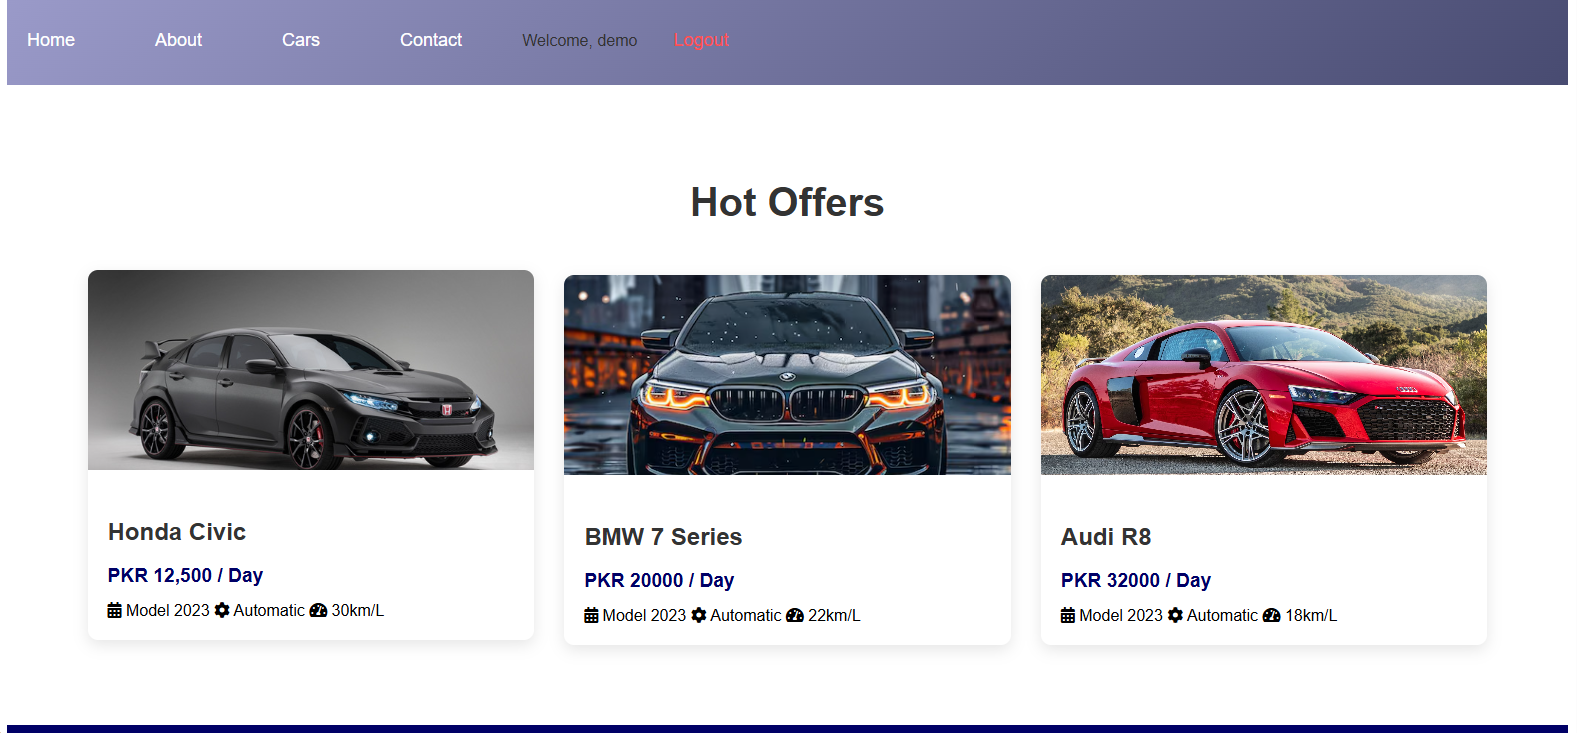 Home About Cars Contact Welcome, demo Logout
Hot Offers
Honda Civic
PKR 12,500 / Day
Model 2023 Automatic 30km/L
BMW 7 Series
PKR 20000 / Day
Model 2023 Automatic 22km/L
Audi R8
PKR 32000 / Day
Model 2023 Automatic 18km/L